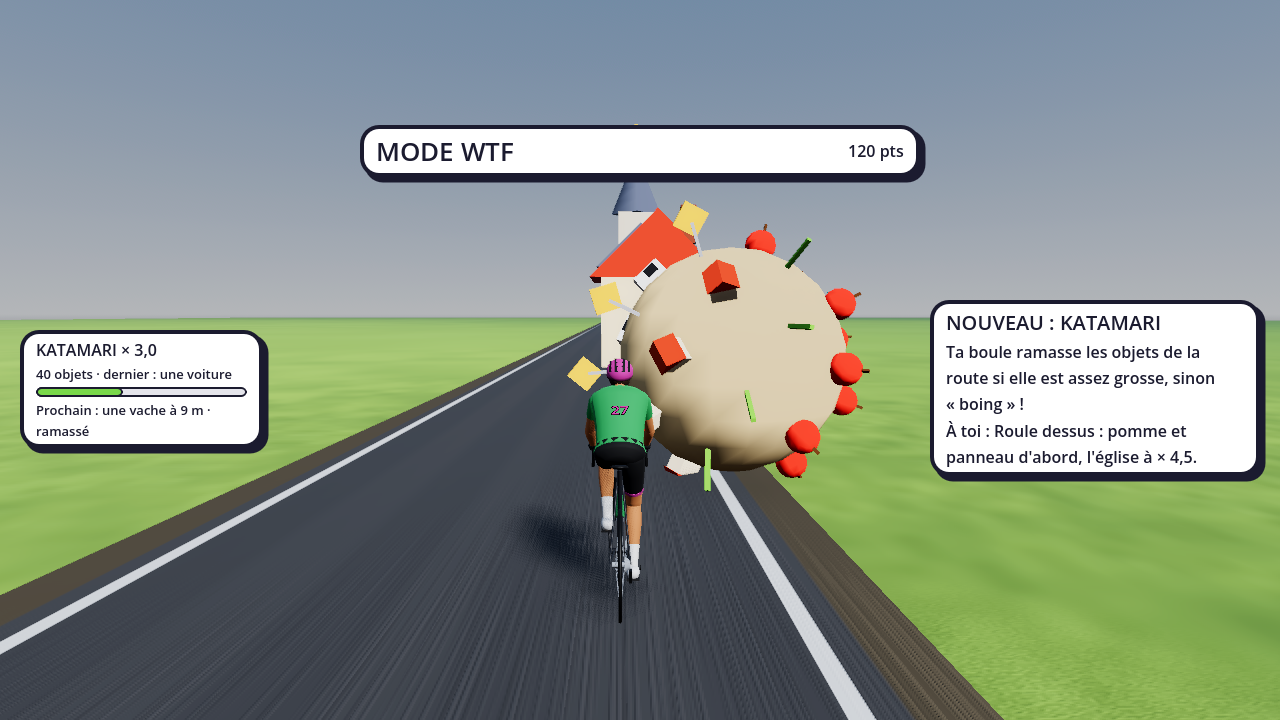 MODE WTF
120 pts
KATAMARI × 3,0
40 objets · dernier : une voiture
Prochain : une vache à 9 m ·
ramassé
NOUVEAU : KATAMARI
Ta boule ramasse les objets de la
route si elle est assez grosse, sinon
« boing » !
À toi : Roule dessus : pomme et
panneau d'abord, l'église à × 4,5.
27